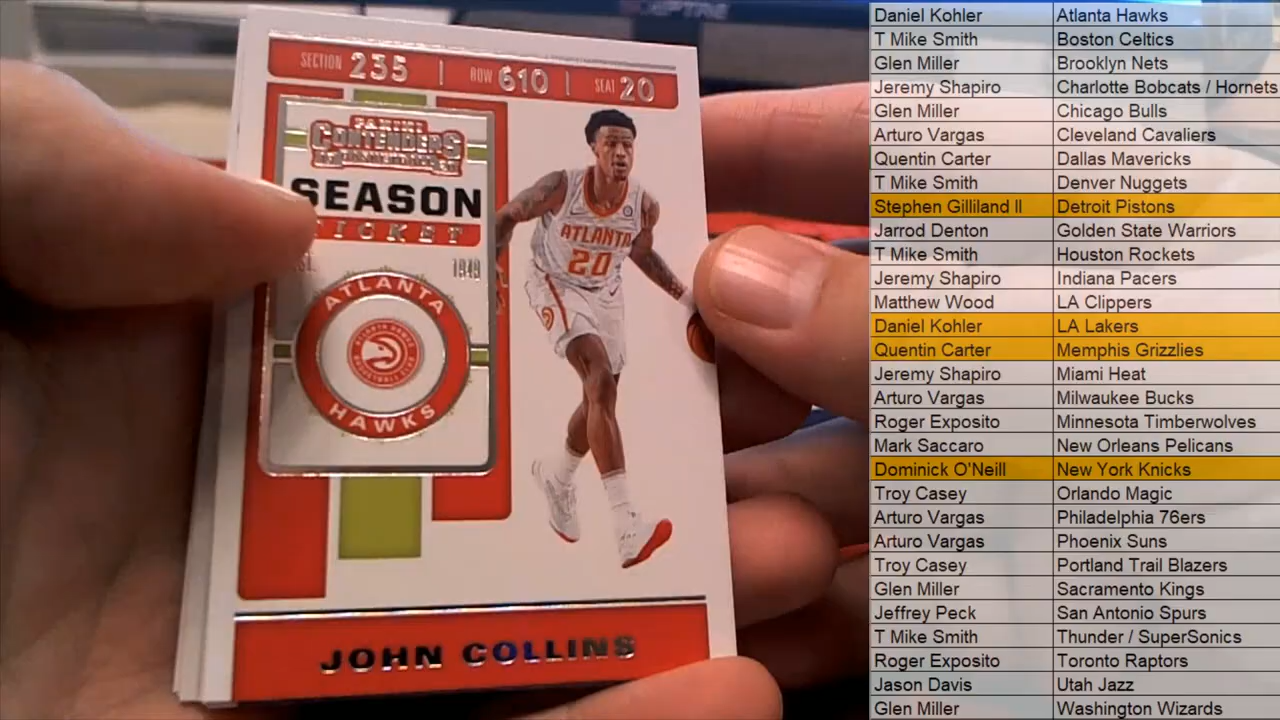 SECTION 235 | ROW 610 | SEAT 20
PANINI
CONTENDERS
SEASON
TICKET
1949
ATLANTA
HAWKS
ATLANTA HAWKS
BASKETBALL CLUB
ATLANTA
20
JOHN COLLINS
Daniel Kohler Atlanta Hawks
T Mike Smith Boston Celtics
Glen Miller Brooklyn Nets
Jeremy Shapiro Charlotte Bobcats / Hornets
Glen Miller Chicago Bulls
Arturo Vargas Cleveland Cavaliers
Quentin Carter Dallas Mavericks
T Mike Smith Denver Nuggets
Stephen Gilliland II Detroit Pistons
Jarrod Denton Golden State Warriors
T Mike Smith Houston Rockets
Jeremy Shapiro Indiana Pacers
Matthew Wood LA Clippers
Daniel Kohler LA Lakers
Quentin Carter Memphis Grizzlies
Jeremy Shapiro Miami Heat
Arturo Vargas Milwaukee Bucks
Roger Exposito Minnesota Timberwolves
Mark Saccaro New Orleans Pelicans
Dominick O'Neill New York Knicks
Troy Casey Orlando Magic
Arturo Vargas Philadelphia 76ers
Arturo Vargas Phoenix Suns
Troy Casey Portland Trail Blazers
Glen Miller Sacramento Kings
Jeffrey Peck San Antonio Spurs
T Mike Smith Thunder / SuperSonics
Roger Exposito Toronto Raptors
Jason Davis Utah Jazz
Glen Miller Washington Wizards